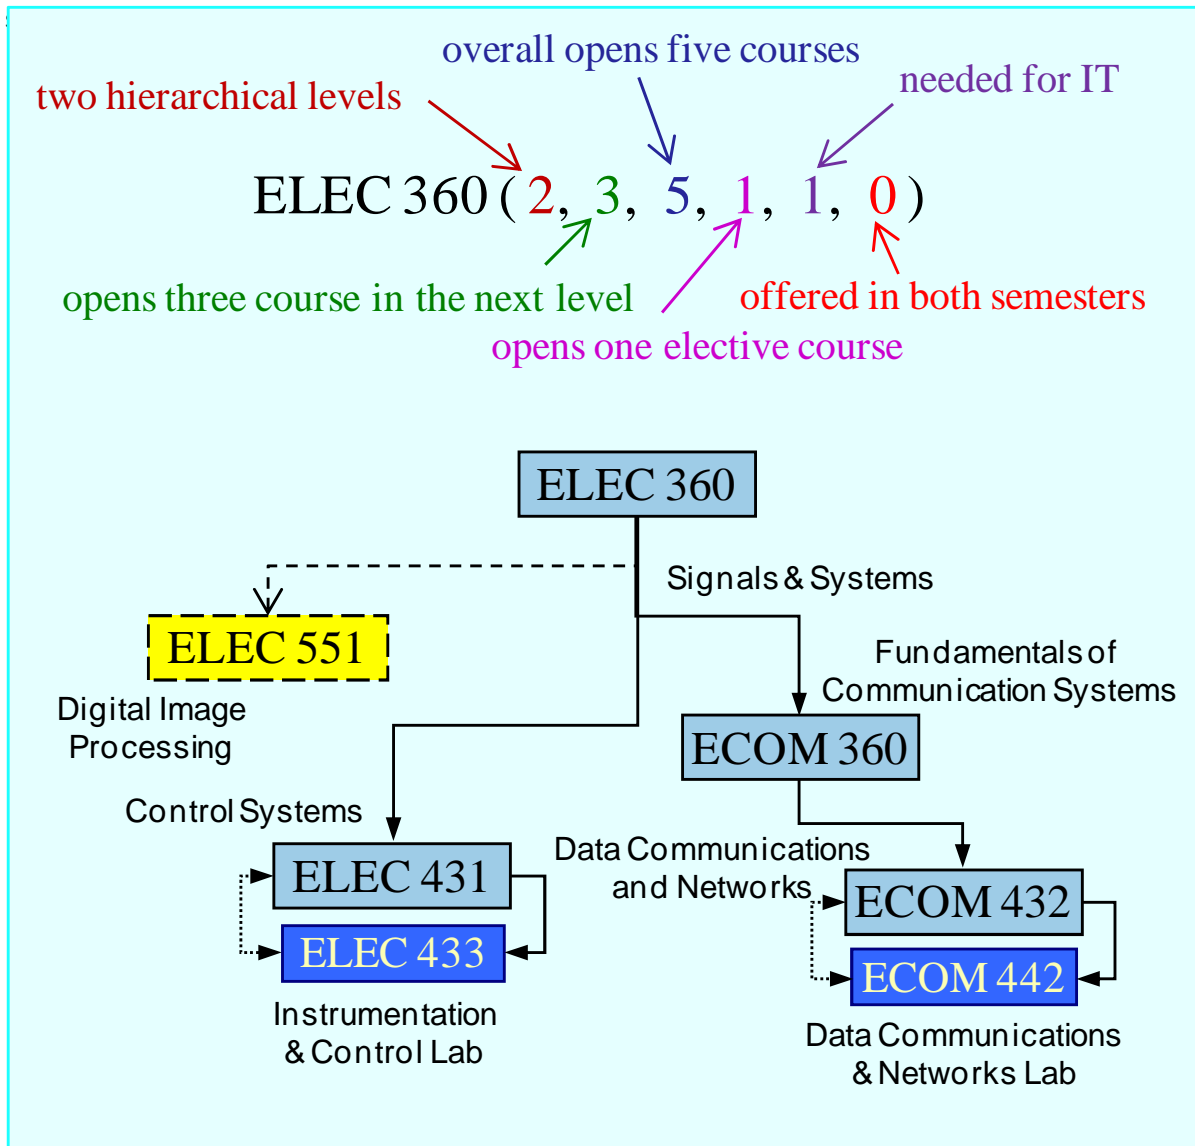 overall opens five courses
needed for IT
two hierarchical levels
ELEC 360 ( 2, 3, 5, 1, 1, 0 )
opens three course in the next level
offered in both semesters
opens one elective course
ELEC 360
Signals & Systems
ELEC 551
Digital Image
Processing
Fundamentals of
Communication Systems
ECOM 360
Control Systems
ELEC 431
ELEC 433
Instrumentation
& Control Lab
Data Communications
and Networks
ECOM 432
ECOM 442
Data Communications
& Networks Lab